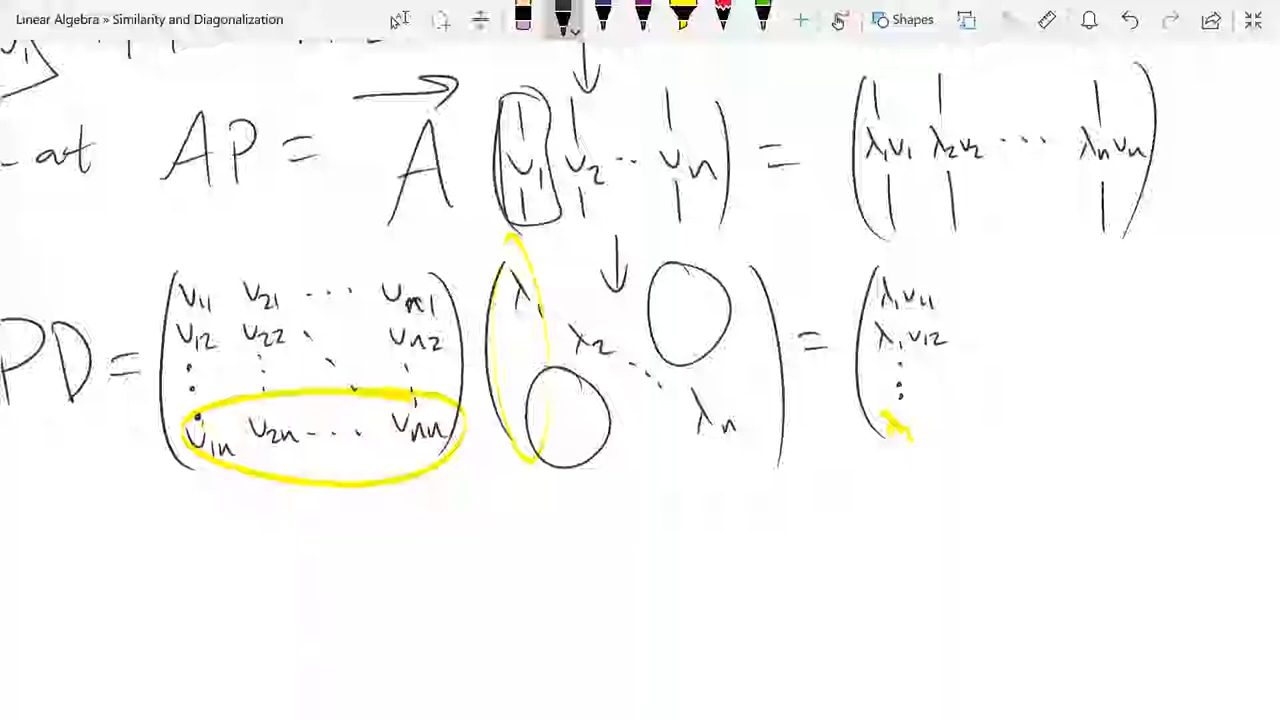 Linear Algebra » Similarity and Diagonalization
Shapes
v₁
-at AP = A ( v₁ v₂ ·· vₙ ) = ( λ₁v₁ λ₂v₂ ··· λₙvₙ )
PD = ( v₁₁ v₂₁ ··· vₙ₁ ) ( λ₁ ) = ( λ₁v₁₁
v₁₂ v₂₂ ⋱ vₙ₂ λ₂ ⋱ λ₁v₁₂
⋮ ⋮ ⋱ ⋮ ⋮
v₁ₙ v₂ₙ ··· vₙₙ λₙ